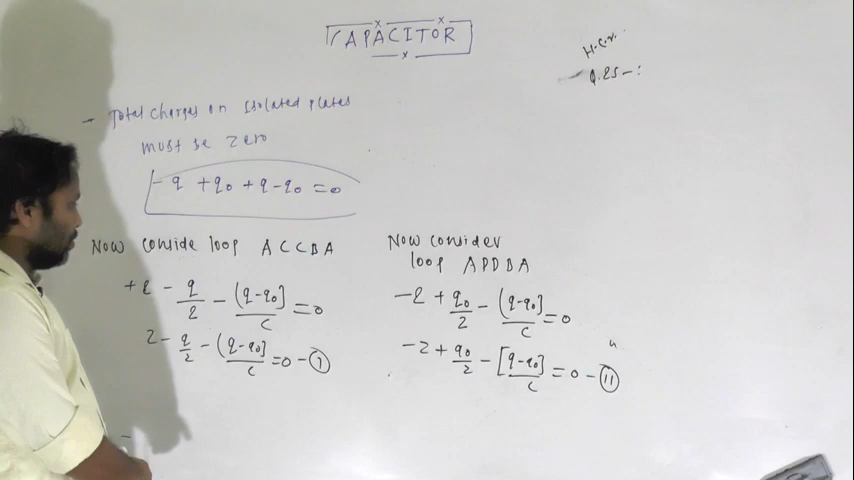 CAPACITOR
H.C.V.
Q.25-:
- Total charges on Isolated plates
must be zero
- q + q0 + q - q0 = 0
Now conside loop A C C B A
+2 - q/2 - (q-q0]/C = 0
2 - q/2 - (q-q0]/C = 0 - (I)
Now consider
loop A P D B A
-2 + q0/2 - (q-q0]/C = 0
-2 + q0/2 - [q-q0]/C = 0 - (II)